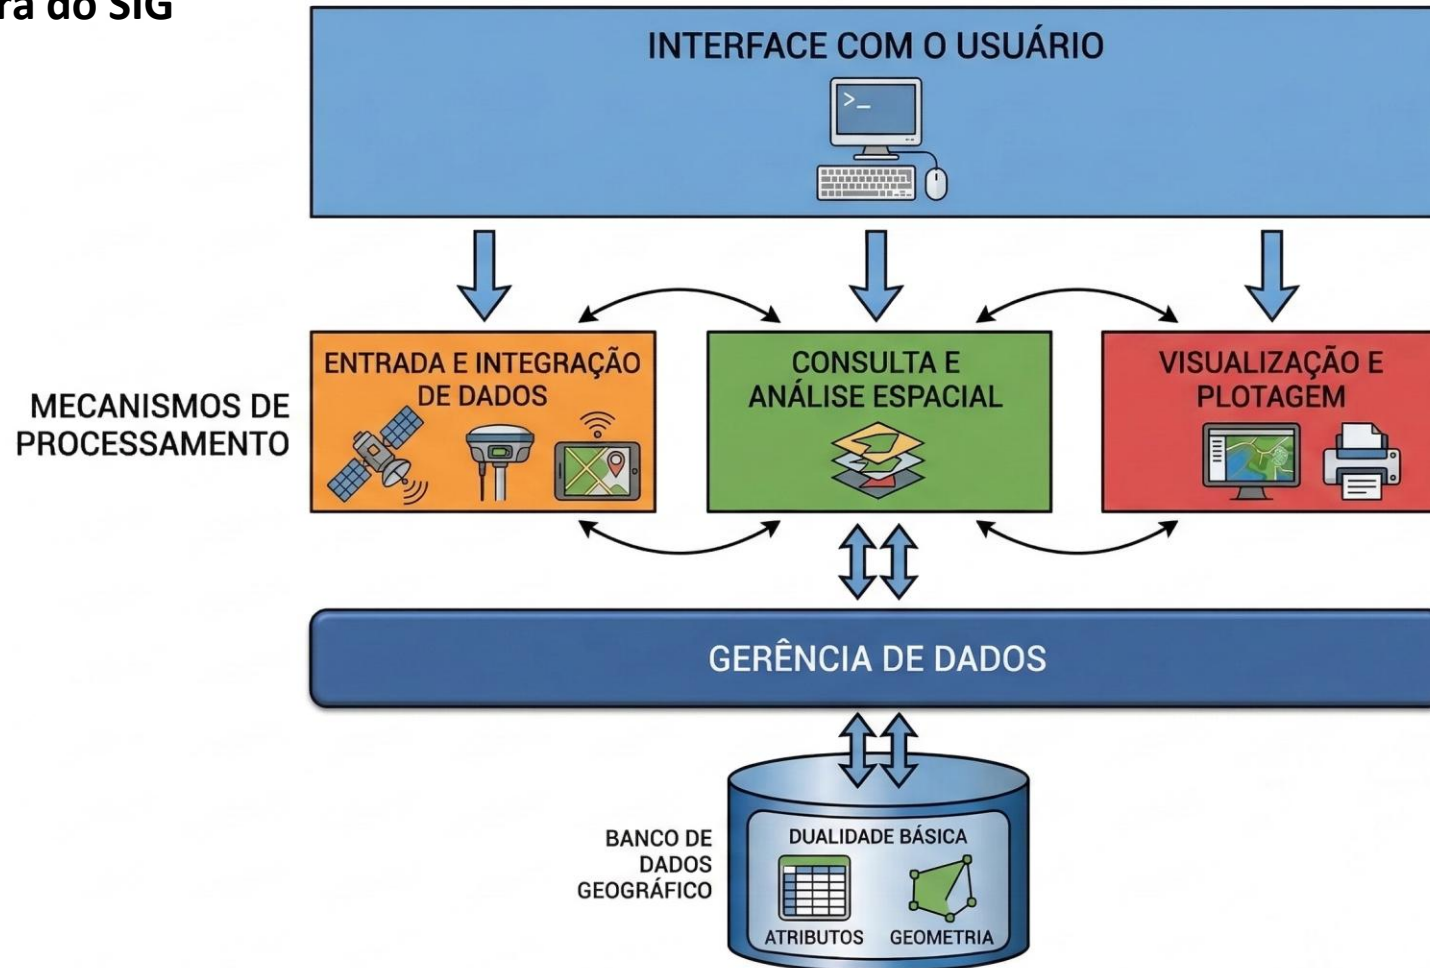 ra do SIG
INTERFACE COM O USUÁRIO
>_
MECANISMOS DE
PROCESSAMENTO
ENTRADA E INTEGRAÇÃO
DE DADOS
CONSULTA E
ANÁLISE ESPACIAL
VISUALIZAÇÃO E
PLOTAGEM
GERÊNCIA DE DADOS
BANCO DE
DADOS
GEOGRÁFICO
DUALIDADE BÁSICA
ATRIBUTOS
GEOMETRIA